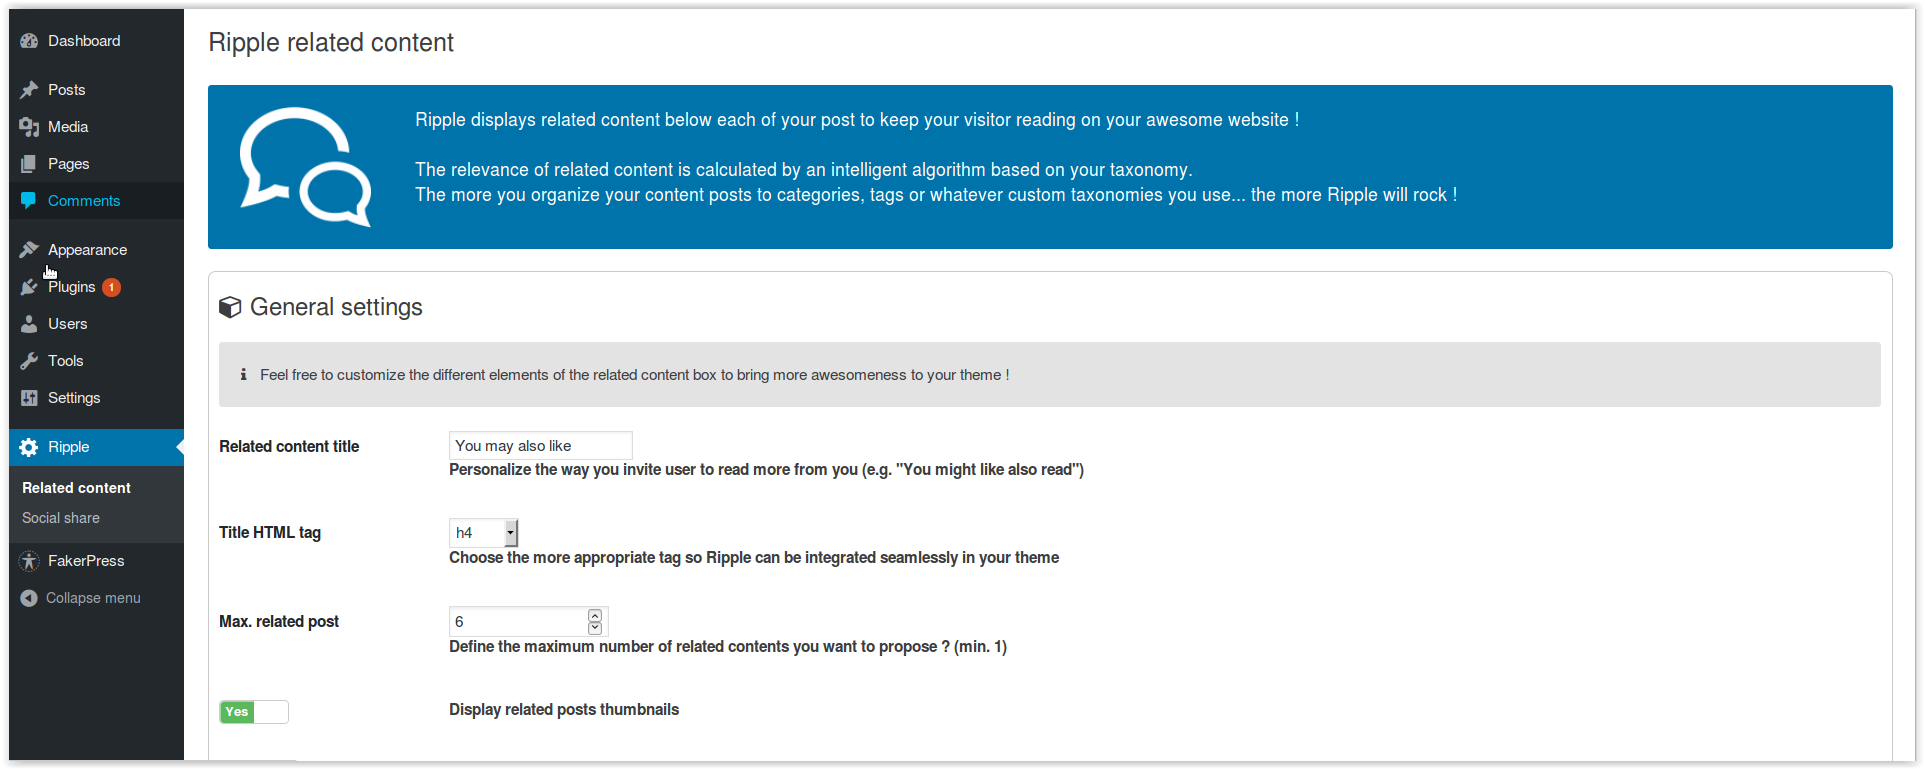 Dashboard
Posts
Media
Pages
Comments
Appearance
Plugins 1
Users
Tools
Settings
Ripple
Related content
Social share
FakerPress
Collapse menu
Ripple related content
Ripple displays related content below each of your post to keep your visitor reading on your awesome website !
The relevance of related content is calculated by an intelligent algorithm based on your taxonomy.
The more you organize your content posts to categories, tags or whatever custom taxonomies you use... the more Ripple will rock !
General settings
i Feel free to customize the different elements of the related content box to bring more awesomeness to your theme !
Related content title
You may also like
Personalize the way you invite user to read more from you (e.g. "You might like also read")
Title HTML tag
h4
Choose the more appropriate tag so Ripple can be integrated seamlessly in your theme
Max. related post
6
Define the maximum number of related contents you want to propose ? (min. 1)
Yes
Display related posts thumbnails